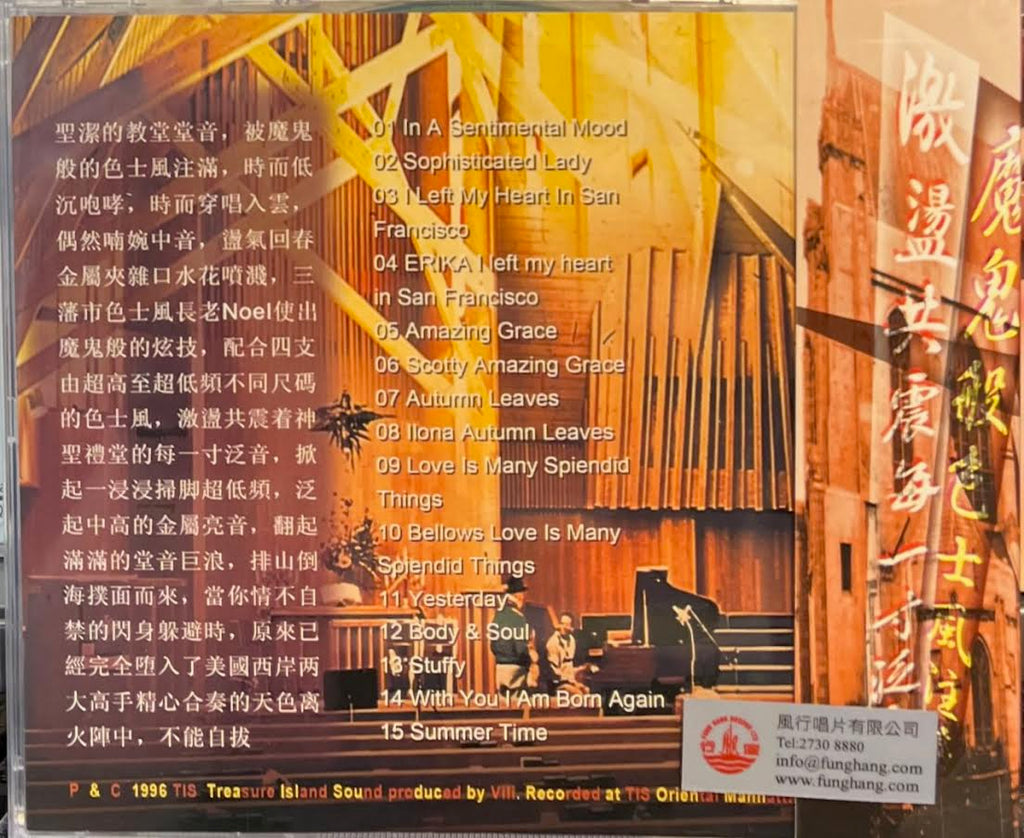 聖潔的教堂堂音，被魔鬼
般的色士風注滿，時而低
沉咆哮，時而穿唱入雲，
偶然喃婉中音，盪氣回春
金屬夾雜口水花噴濺，三
藩市色士風長老Noel使出
魔鬼般的炫技，配合四支
由超高至超低頻不同尺碼
的色士風，激盪共震着神
聖禮堂的每一寸泛音，掀
起一浸浸掃脚超低頻，泛
起中高的金屬亮音，翻起
滿滿的堂音巨浪，排山倒
海撲面而來，當你情不自
禁的閃身躲避時，原來已
經完全堕入了美國西岸两
大高手精心合奏的天色离
火陣中，不能自拔
01 In A Sentimental Mood
02 Sophisticated Lady
03 I Left My Heart In San
Francisco
04 ERIKA I left my heart
in San Francisco
05 Amazing Grace
06 Scotty Amazing Grace
07 Autumn Leaves
08 Ilona Autumn Leaves
09 Love Is Many Splendid
Things
10 Bellows Love Is Many
Splendid Things
11 Yesterday
12 Body & Soul
13 Stuffy
14 With You I Am Born Again
15 Summer Time
P & C 1996 TIS Treasure Island Sound produced by Vili. Recorded at TIS Oriental
魔鬼般色士風注
激盪共震每一寸泛
風行唱片有限公司
Tel:2730 8880
info@funghang.com
www.funghang.com